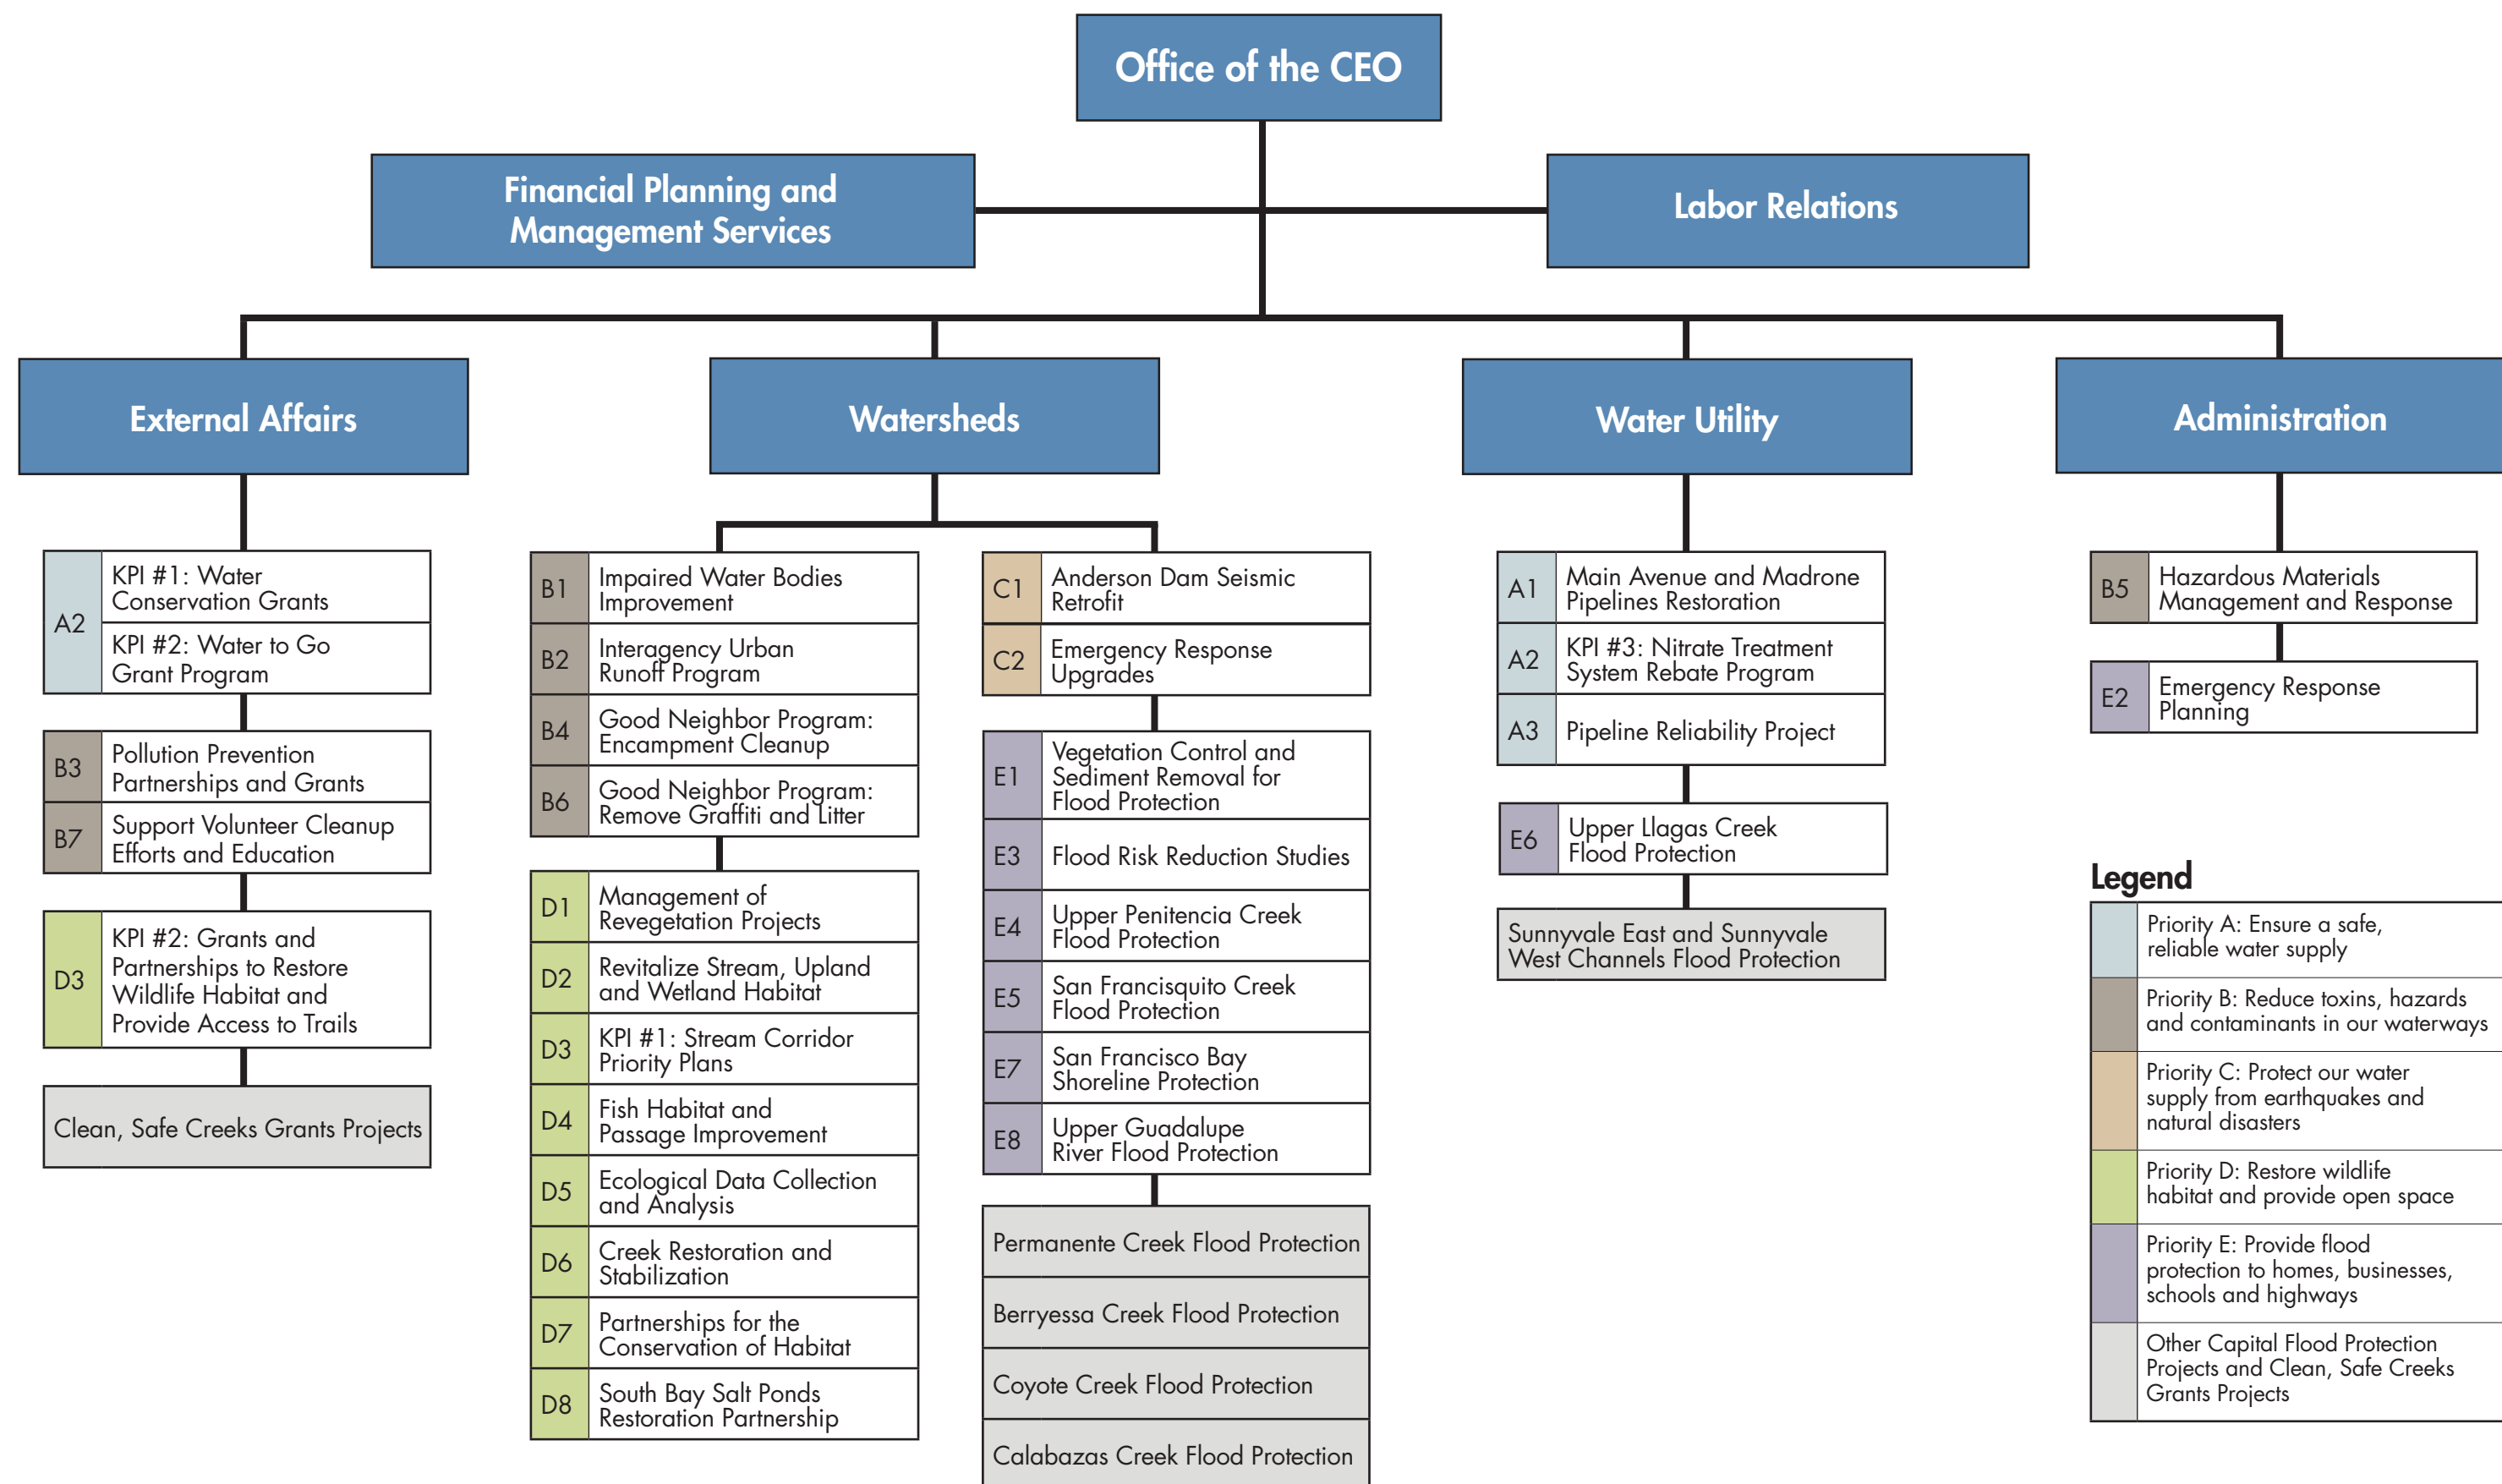 Office of the CEO
Financial Planning and
Management Services
Labor Relations
External Affairs
Watersheds
Water Utility
Administration
A2
KPI #1: Water
Conservation Grants
KPI #2: Water to Go
Grant Program
B3
Pollution Prevention
Partnerships and Grants
B7
Support Volunteer Cleanup
Efforts and Education
D3
KPI #2: Grants and
Partnerships to Restore
Wildlife Habitat and
Provide Access to Trails
Clean, Safe Creeks Grants Projects
B1
Impaired Water Bodies
Improvement
B2
Interagency Urban
Runoff Program
B4
Good Neighbor Program:
Encampment Cleanup
B6
Good Neighbor Program:
Remove Graffiti and Litter
D1
Management of
Revegetation Projects
D2
Revitalize Stream, Upland
and Wetland Habitat
D3
KPI #1: Stream Corridor
Priority Plans
D4
Fish Habitat and
Passage Improvement
D5
Ecological Data Collection
and Analysis
D6
Creek Restoration and
Stabilization
D7
Partnerships for the
Conservation of Habitat
D8
South Bay Salt Ponds
Restoration Partnership
C1
Anderson Dam Seismic
Retrofit
C2
Emergency Response
Upgrades
E1
Vegetation Control and
Sediment Removal for
Flood Protection
E3
Flood Risk Reduction Studies
E4
Upper Penitencia Creek
Flood Protection
E5
San Francisquito Creek
Flood Protection
E7
San Francisco Bay
Shoreline Protection
E8
Upper Guadalupe
River Flood Protection
Permanente Creek Flood Protection
Berryessa Creek Flood Protection
Coyote Creek Flood Protection
Calabazas Creek Flood Protection
A1
Main Avenue and Madrone
Pipelines Restoration
A2
KPI #3: Nitrate Treatment
System Rebate Program
A3
Pipeline Reliability Project
E6
Upper Llagas Creek
Flood Protection
Sunnyvale East and Sunnyvale
West Channels Flood Protection
B5
Hazardous Materials
Management and Response
E2
Emergency Response
Planning
Legend
Priority A: Ensure a safe,
reliable water supply
Priority B: Reduce toxins, hazards
and contaminants in our waterways
Priority C: Protect our water
supply from earthquakes and
natural disasters
Priority D: Restore wildlife
habitat and provide open space
Priority E: Provide flood
protection to homes, businesses,
schools and highways
Other Capital Flood Protection
Projects and Clean, Safe Creeks
Grants Projects